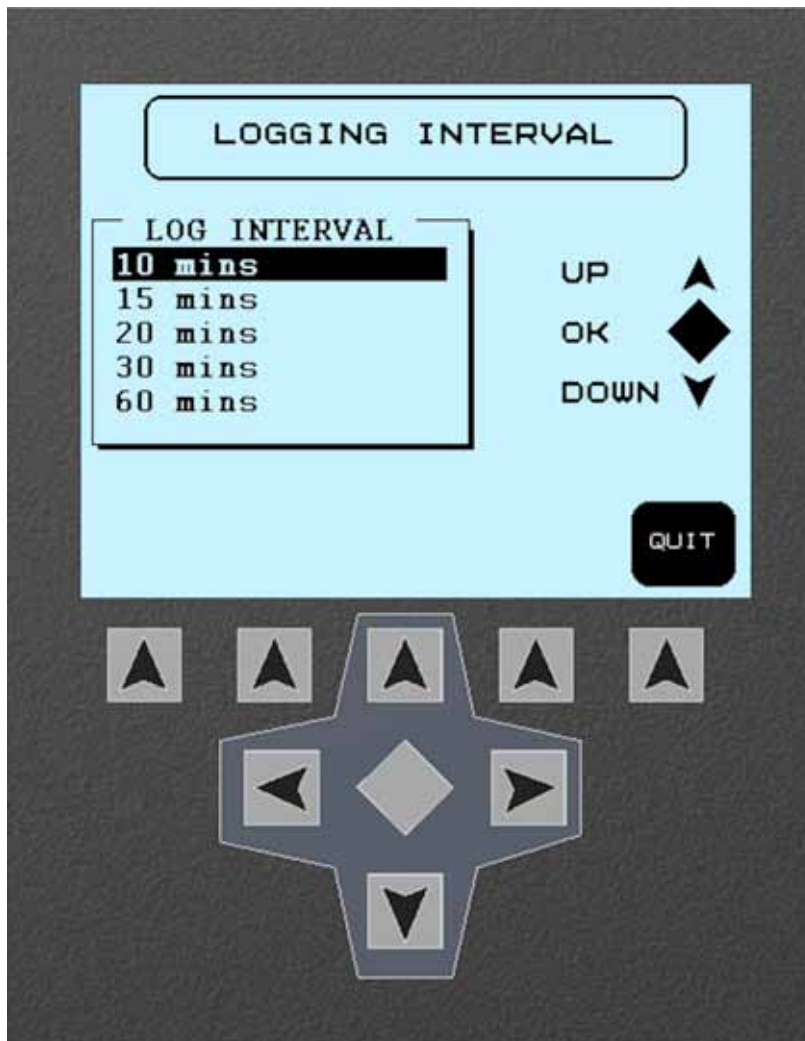 LOGGING INTERVAL
LOG INTERVAL
10 mins
15 mins
20 mins
30 mins
60 mins
UP
OK
DOWN
QUIT